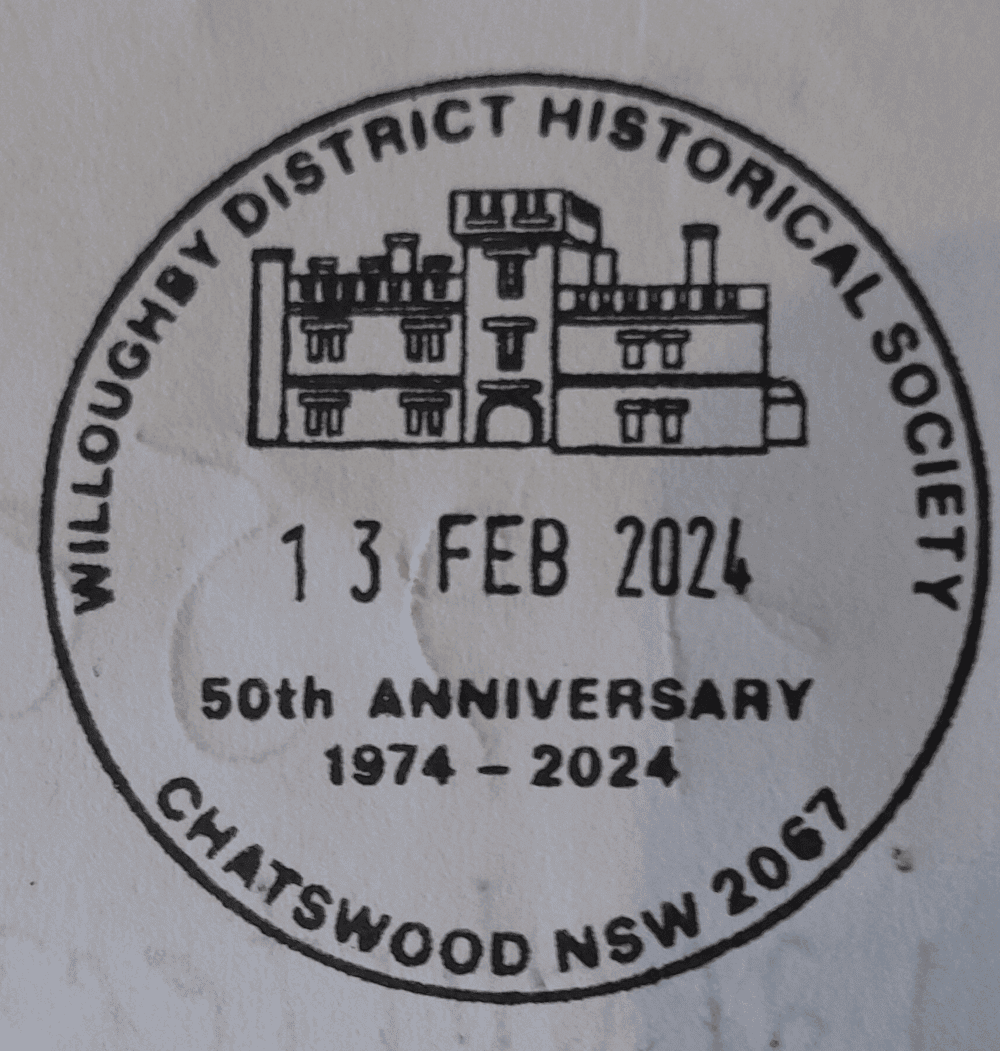 WILLOUGHBY DISTRICT HISTORICAL SOCIETY
13 FEB 2024
50th ANNIVERSARY
1974 - 2024
CHATSWOOD NSW 2067